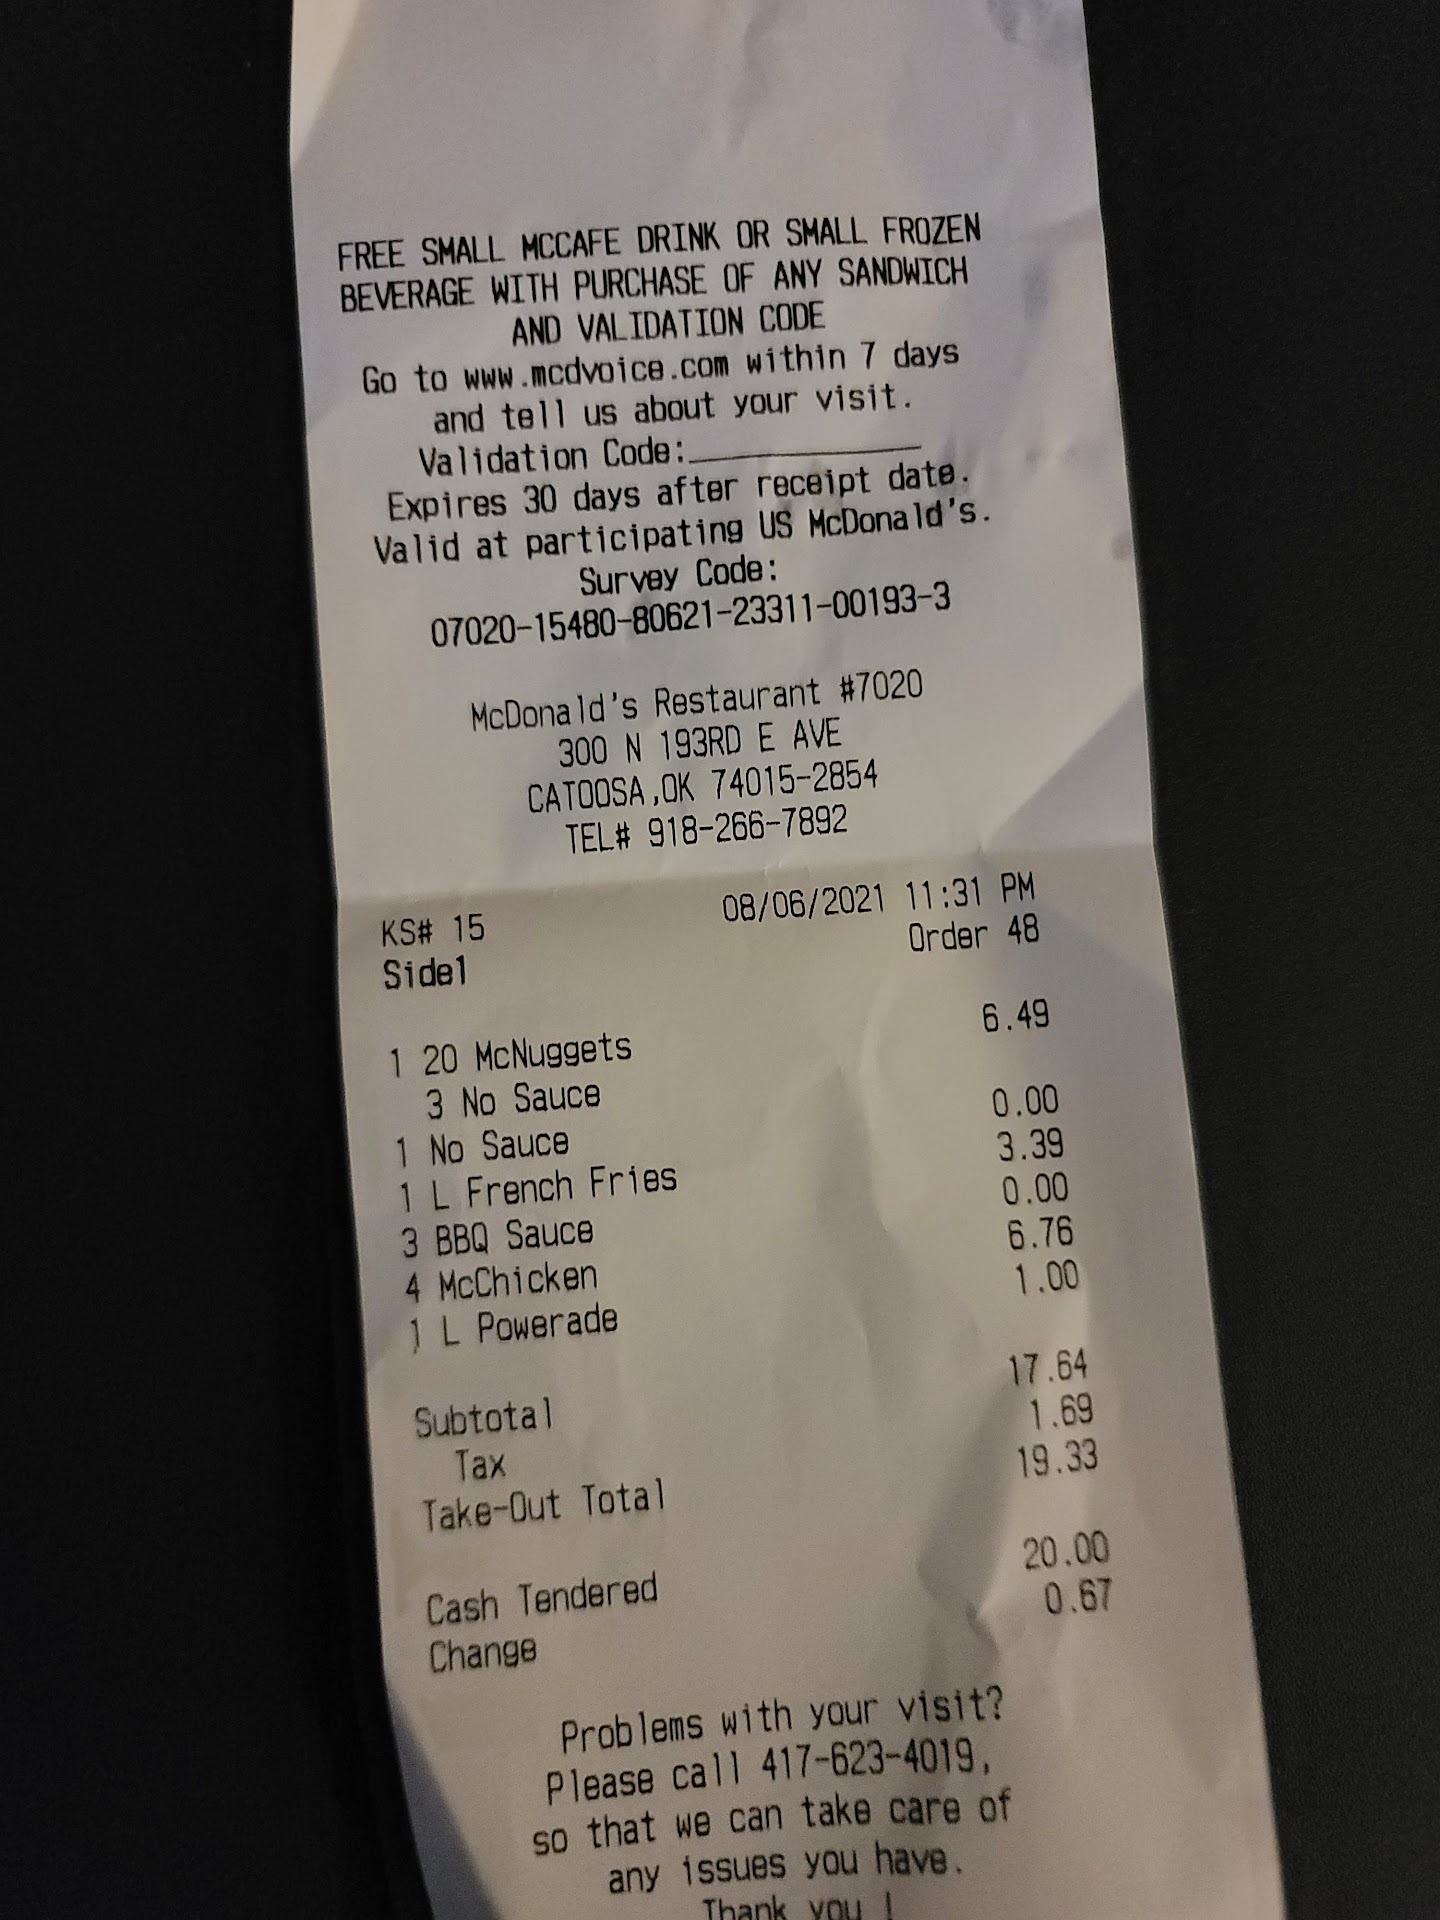 FREE SMALL MCCAFE DRINK OR SMALL FROZEN
BEVERAGE WITH PURCHASE OF ANY SANDWICH
AND VALIDATION CODE
Go to www.mcdvoice.com within 7 days
and tell us about your visit.
Validation Code:______________
Expires 30 days after receipt date.
Valid at participating US McDonald's.
Survey Code:
07020-15480-80621-23311-00193-3
McDonald's Restaurant #7020
300 N 193RD E AVE
CATOOSA,OK 74015-2854
TEL# 918-266-7892
KS# 15 08/06/2021 11:31 PM
Side1 Order 48
1 20 McNuggets 6.49
3 No Sauce
1 No Sauce 0.00
1 L French Fries 3.39
3 BBQ Sauce 0.00
4 McChicken 6.76
1 L Powerade 1.00
Subtotal 17.64
Tax 1.69
Take-Out Total 19.33
Cash Tendered 20.00
Change 0.67
Problems with your visit?
Please call 417-623-4019,
so that we can take care of
any issues you have.
Thank you !